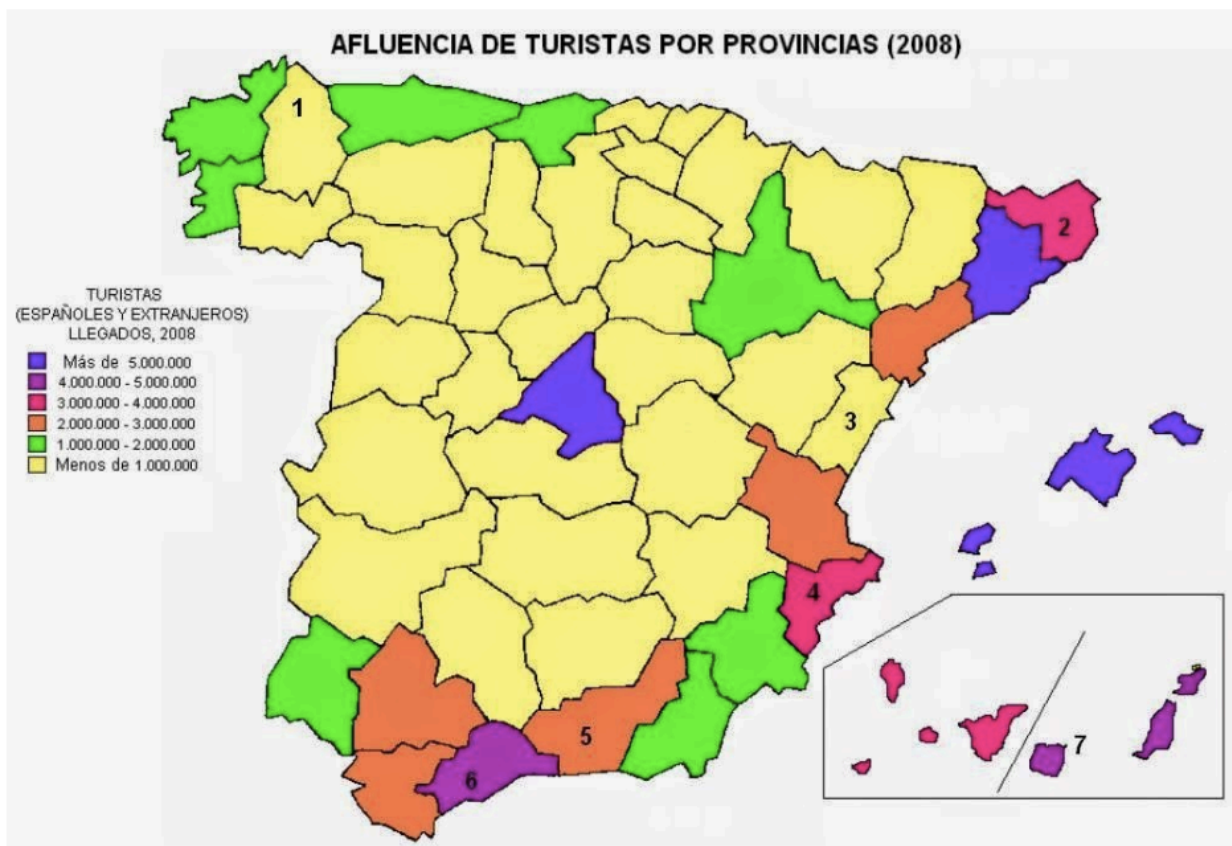 AFLUENCIA DE TURISTAS POR PROVINCIAS (2008)
1
2
TURISTAS
(ESPAÑOLES Y EXTRANJEROS)
LLEGADOS, 2008
Más de 5.000.000
4.000.000 - 5.000.000
3.000.000 - 4.000.000
2.000.000 - 3.000.000
1.000.000 - 2.000.000
Menos de 1.000.000
3
4
5
6
7